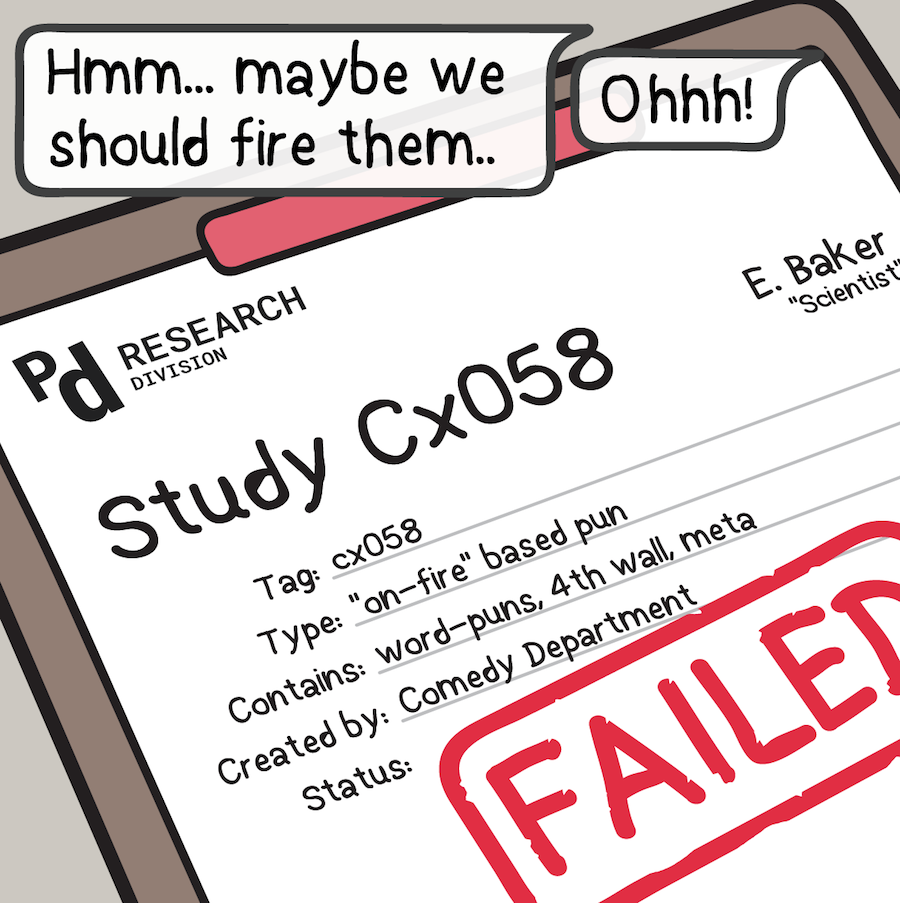 Hmm... maybe we
should fire them..
Ohhh!
E. Baker
"Scientist"
Pd RESEARCH
DIVISION
Study Cx058
Tag: cx058
Type: "on-fire" based pun
Contains: word-puns, 4th wall, meta
Created by: Comedy Department
Status: FAILED